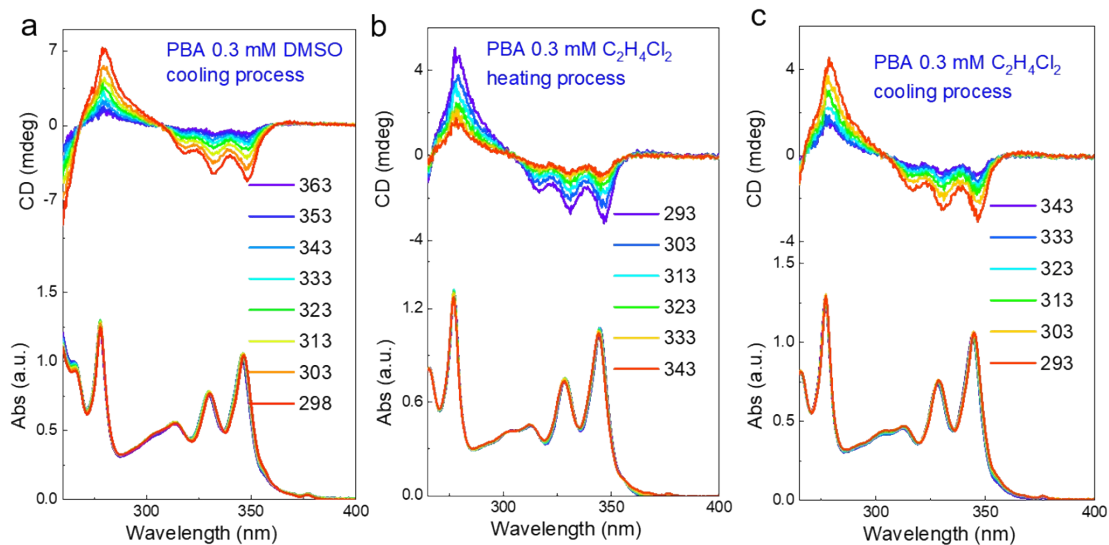 a
PBA 0.3 mM DMSO
cooling process
CD (mdeg)
7
0
-7
363
353
343
333
323
313
303
298
Abs (a.u.)
1.5
1.0
0.5
0.0
300
350
400
Wavelength (nm)
b
PBA 0.3 mM C₂H₄Cl₂
heating process
CD (mdeg)
4
0
-4
293
303
313
323
333
343
Abs (a.u.)
1.2
0.6
0.0
300
350
400
Wavelength (nm)
c
PBA 0.3 mM C₂H₄Cl₂
cooling process
CD (mdeg)
4
0
-4
343
333
323
313
303
293
Abs (a.u.)
1.5
1.0
0.5
0.0
300
350
400
Wavelength (nm)